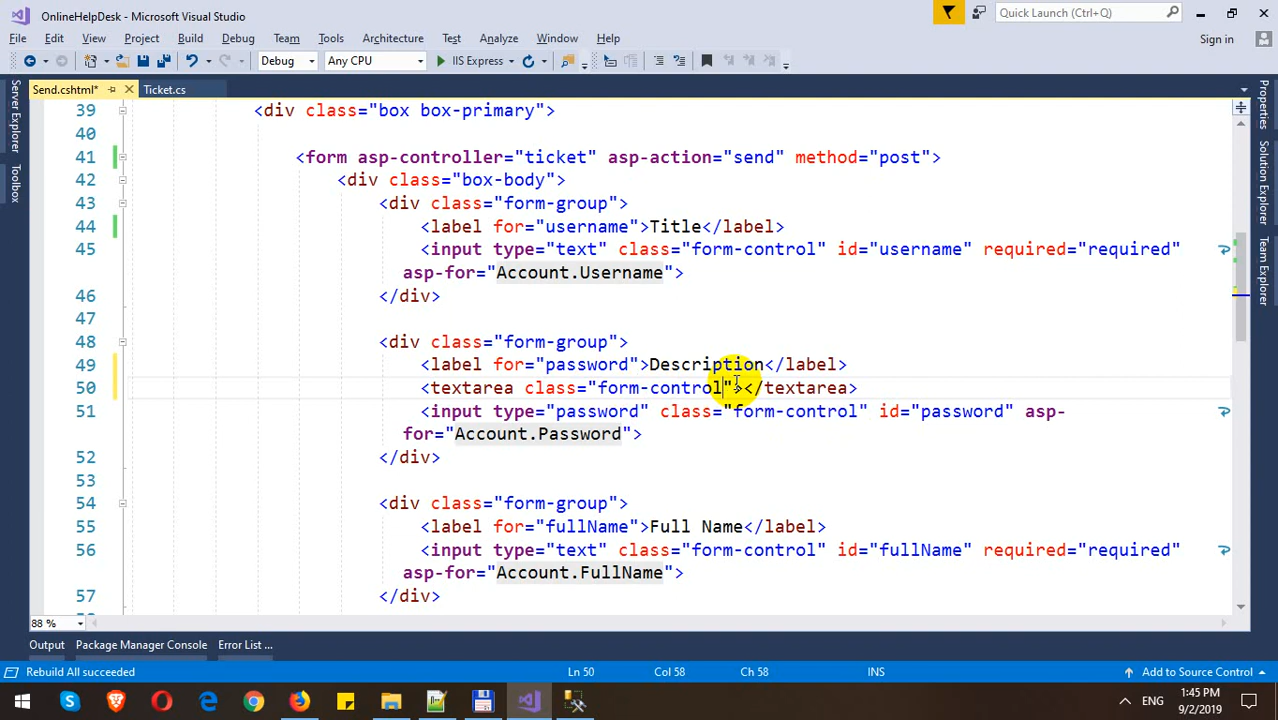 OnlineHelpDesk - Microsoft Visual Studio
Quick Launch (Ctrl+Q)
File Edit View Project Build Debug Team Tools Architecture Test Analyze Window Help
Sign in
Debug Any CPU IIS Express
Send.cshtml* Ticket.cs
Server Explorer
Toolbox
Properties
Solution Explorer
Team Explorer
39 <div class="box box-primary">
40
41 <form asp-controller="ticket" asp-action="send" method="post">
42 <div class="box-body">
43 <div class="form-group">
44 <label for="username">Title</label>
45 <input type="text" class="form-control" id="username" required="required"
asp-for="Account.Username">
46 </div>
47
48 <div class="form-group">
49 <label for="password">Description</label>
50 <textarea class="form-control"></textarea>
51 <input type="password" class="form-control" id="password" asp-
for="Account.Password">
52 </div>
53
54 <div class="form-group">
55 <label for="fullName">Full Name</label>
56 <input type="text" class="form-control" id="fullName" required="required"
asp-for="Account.FullName">
57 </div>
88 %
Output Package Manager Console Error List ...
Rebuild All succeeded Ln 50 Col 58 Ch 58 INS Add to Source Control
ENG 1:45 PM
9/2/2019